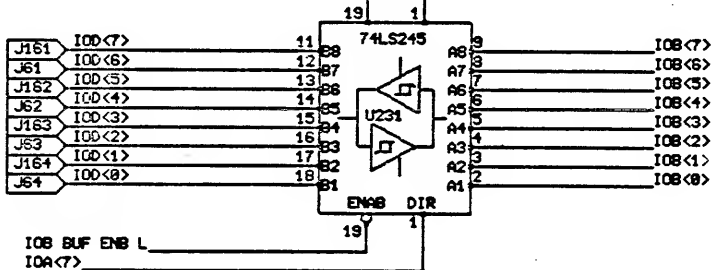 19 1
74LS245
J161 IOD<7> 11 B8 A8 9 IOB<7>
J61 IOD<6> 12 B7 A7 8 IOB<6>
J162 IOD<5> 13 B6 A6 7 IOB<5>
J62 IOD<4> 14 B5 A5 6 IOB<4>
U231
J163 IOD<3> 15 B4 A4 5 IOB<3>
J63 IOD<2> 16 B3 A3 4 IOB<2>
J164 IOD<1> 17 B2 A2 3 IOB<1>
J64 IOD<0> 18 B1 A1 2 IOB<0>
ENAB DIR
19 1
IOB BUF ENB L
IOA<7>